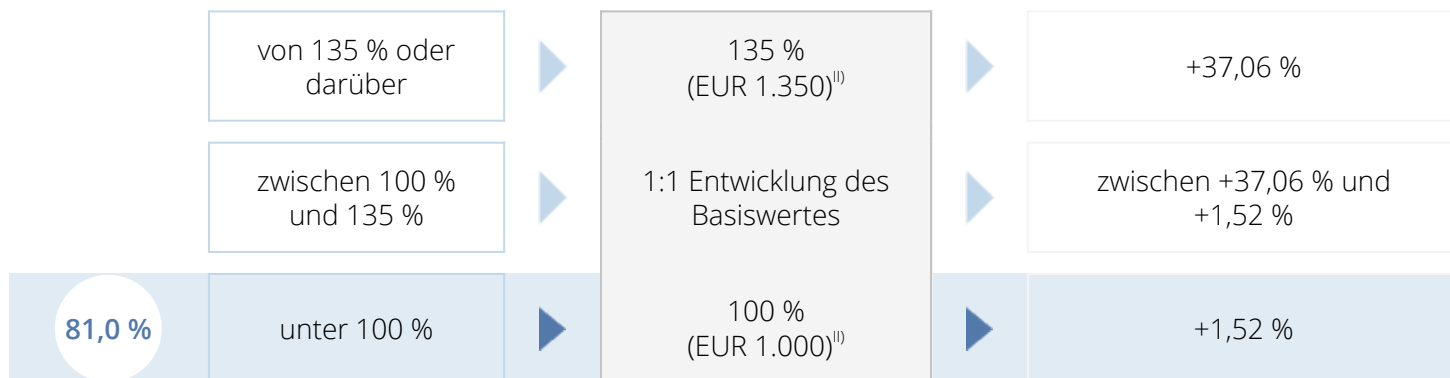 von 135 % oder
darüber
135 %
(EUR 1.350)II)
+37,06 %
zwischen 100 %
und 135 %
1:1 Entwicklung des
Basiswertes
zwischen +37,06 % und
+1,52 %
81,0 %
unter 100 %
100 %
(EUR 1.000)II)
+1,52 %